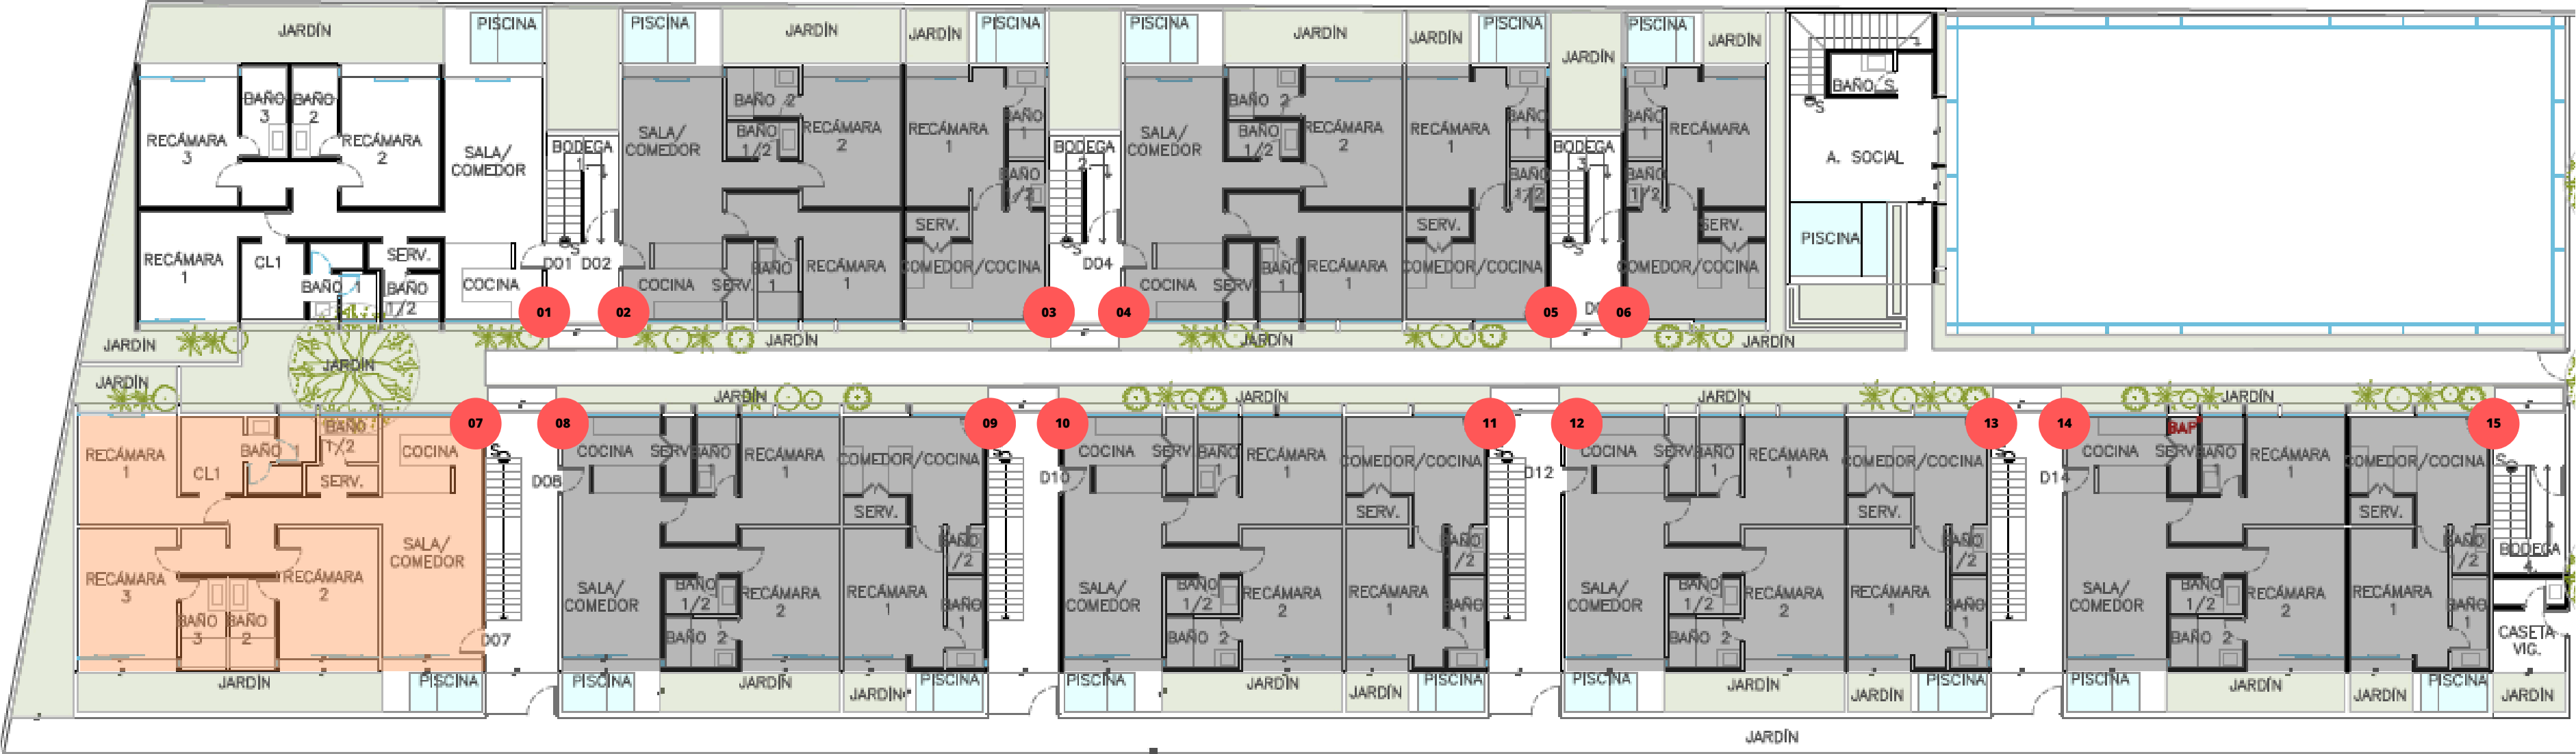 JARDÍN
PISCINA
PISCINA
JARDÍN
JARDÍN
PISCINA
PISCINA
JARDÍN
JARDÍN
PISCINA
JARDÍN
PISCINA
JARDÍN
BAÑO
3
BAÑO
2
RECÁMARA
3
RECÁMARA
2
SALA/
COMEDOR
BODEGA
1
SALA/
COMEDOR
BAÑO 2
BAÑO
1/2
RECÁMARA
2
RECÁMARA
1
BAÑO
1
BAÑO
1/2
BODEGA
2
SALA/
COMEDOR
BAÑO 2
BAÑO
1/2
RECÁMARA
2
RECÁMARA
1
BAÑO
1
BAÑO
1/2
BODEGA
3
BAÑO
1
BAÑO
1/2
RECÁMARA
1
BAÑO S.
S
A. SOCIAL
PISCINA
RECÁMARA
1
CL1
BAÑO 1
SERV.
BAÑO
1/2
COCINA
S
D01
D02
COCINA
SERV.
BAÑO
1
RECÁMARA
1
SERV.
COMEDOR/COCINA
S
D04
COCINA
SERV
BAÑO
1
RECÁMARA
1
SERV.
COMEDOR/COCINA
S
SERV.
COMEDOR/COCINA
01
02
03
04
05
06
JARDÍN
JARDÍN
JARDÍN
JARDÍN
JARDÍN
JARDÍN
JARDÍN
JARDÍN
JARDÍN
JARDÍN
07
08
09
10
11
12
13
14
15
RECÁMARA
1
CL1
BAÑO 1
BAÑO
1/2
SERV.
COCINA
S
D08
COCINA
SERV
BAÑO
RECÁMARA
1
COMEDOR/COCINA
SERV.
S
D10
COCINA
SERV
BAÑO
1
RECÁMARA
1
COMEDOR/COCINA
SERV.
S
D12
COCINA
SERV
BAÑO
1
RECÁMARA
1
COMEDOR/COCINA
SERV.
S
D14
COCINA
BAP
SERV
BAÑO
1
RECÁMARA
1
COMEDOR/COCINA
SERV.
S
RECÁMARA
3
BAÑO
3
BAÑO
2
RECÁMARA
2
SALA/
COMEDOR
D07
SALA/
COMEDOR
BAÑO
1/2
BAÑO 2
RECÁMARA
2
RECÁMARA
1
BAÑO
1/2
BAÑO
1
SALA/
COMEDOR
BAÑO
1/2
BAÑO 2
RECÁMARA
2
RECÁMARA
1
BAÑO
1/2
BAÑO
1
SALA/
COMEDOR
BAÑO
1/2
BAÑO 2
RECÁMARA
2
RECÁMARA
1
BAÑO
1/2
BAÑO
1
SALA/
COMEDOR
BAÑO
1/2
BAÑO 2
RECÁMARA
2
RECÁMARA
1
BAÑO
1/2
BAÑO
1
BODEGA
4
CASETA
VIG.
JARDÍN
PISCINA
PISCINA
JARDÍN
JARDÍN
PISCINA
PISCINA
JARDÍN
JARDÍN
PISCINA
PISCINA
JARDÍN
JARDÍN
PISCINA
PISCINA
JARDÍN
JARDÍN
PISCINA
JARDÍN
JARDÍN